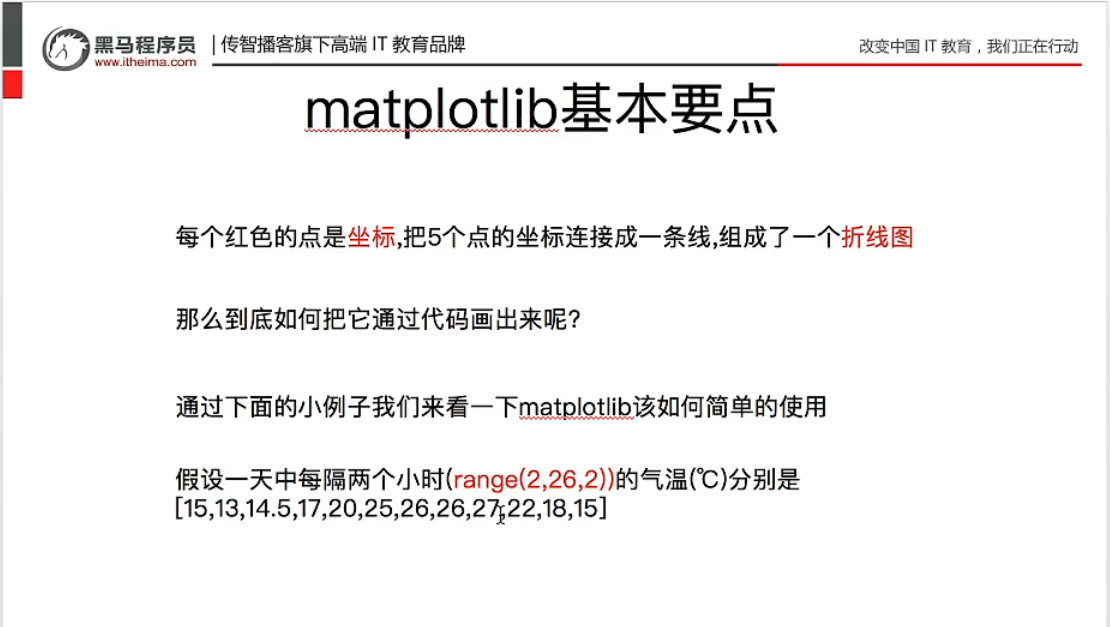 黑马程序员
www.itheima.com
传智播客旗下高端 IT 教育品牌
改变中国 IT 教育，我们正在行动
matplotlib基本要点
每个红色的点是坐标,把5个点的坐标连接成一条线,组成了一个折线图
那么到底如何把它通过代码画出来呢?
通过下面的小例子我们来看一下matplotlib该如何简单的使用
假设一天中每隔两个小时(range(2,26,2))的气温(℃)分别是
[15,13,14.5,17,20,25,26,26,27,22,18,15]